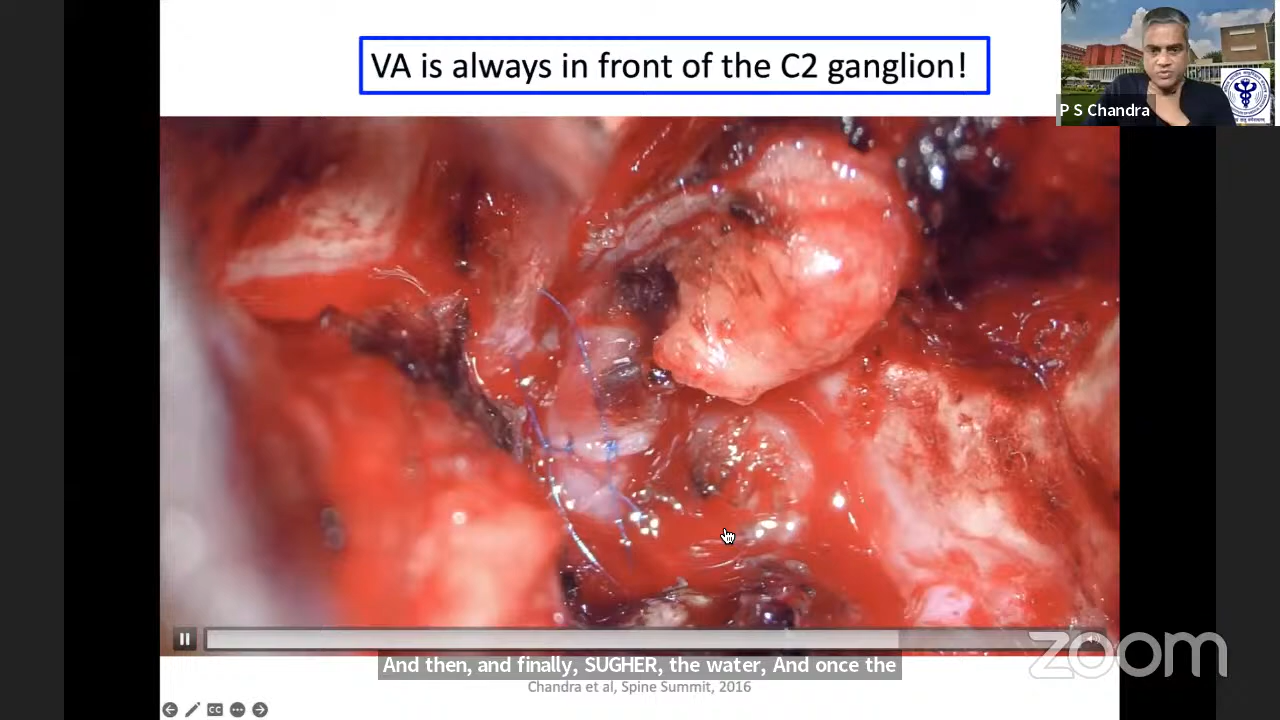 VA is always in front of the C2 ganglion!
P S Chandra
And then, and finally, SUGHER, the water, And once the
zoom
Chandra et al, Spine Summit, 2016
CC